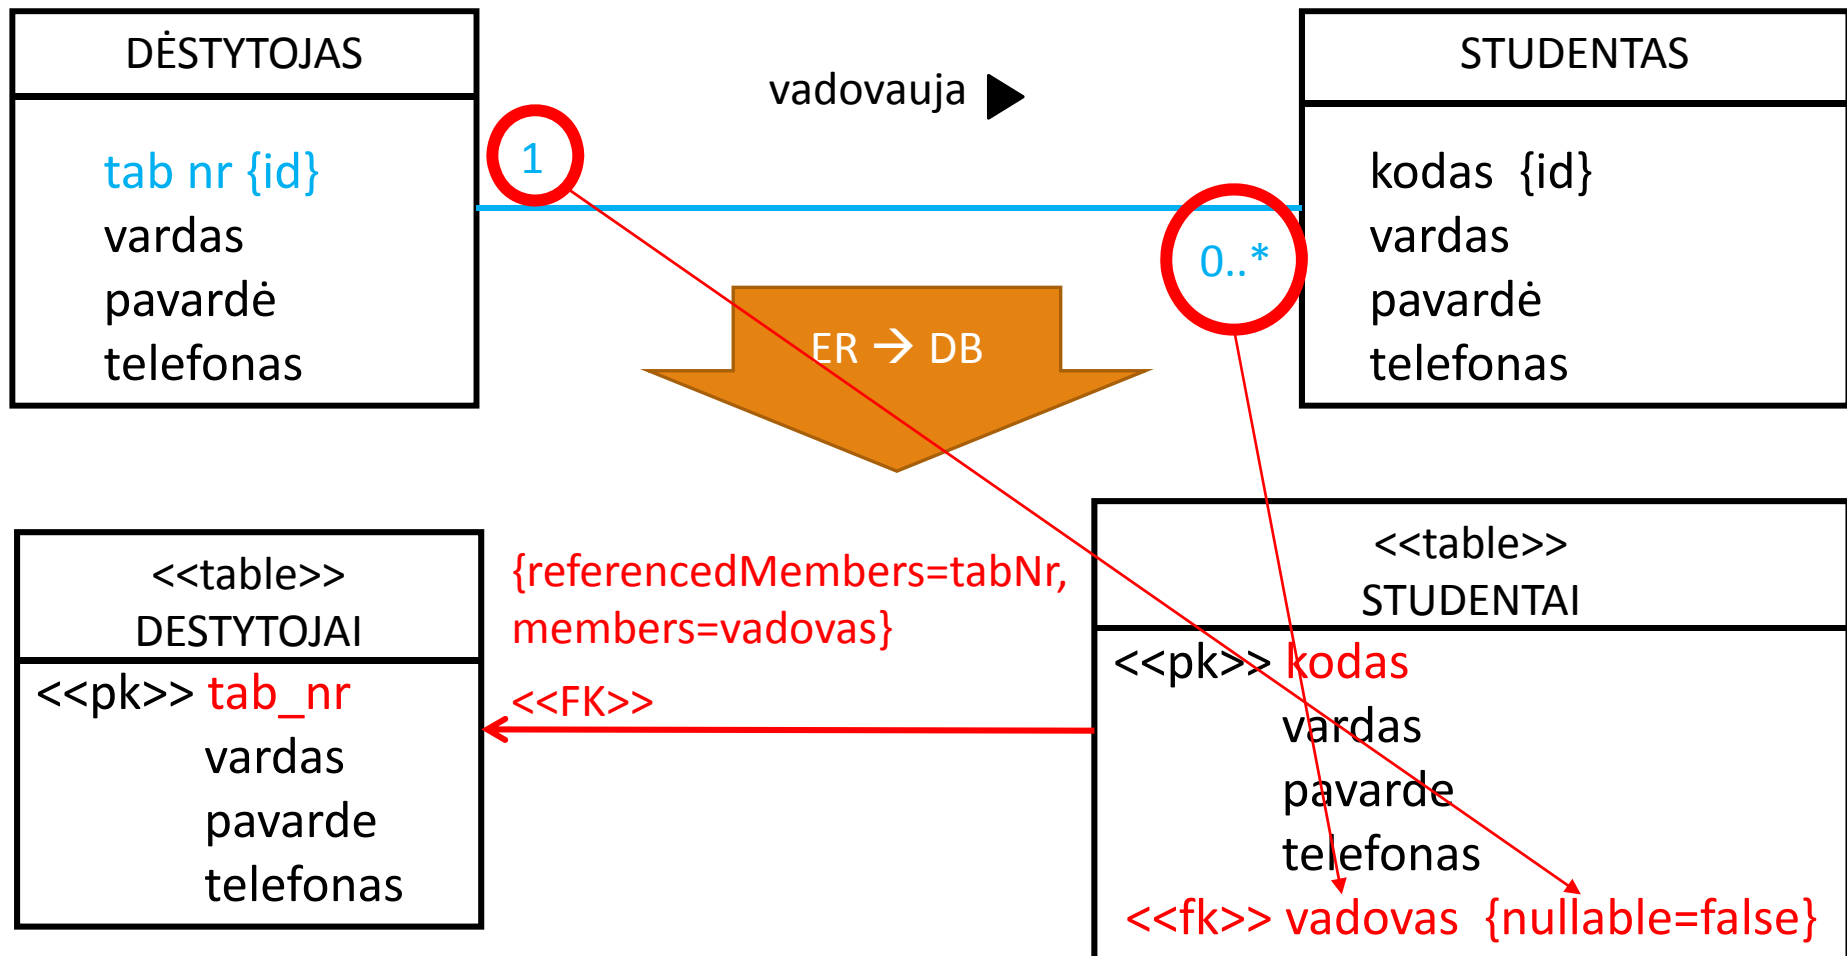 DĖSTYTOJAS
tab nr {id}
vardas
pavardė
telefonas
vadovauja
1
0..*
STUDENTAS
kodas {id}
vardas
pavardė
telefonas
ER → DB
<<table>>
DESTYTOJAI
<<pk>> tab_nr
vardas
pavarde
telefonas
{referencedMembers=tabNr,
members=vadovas}
<<FK>>
<<table>>
STUDENTAI
<<pk>> kodas
vardas
pavarde
telefonas
<<fk>> vadovas {nullable=false}